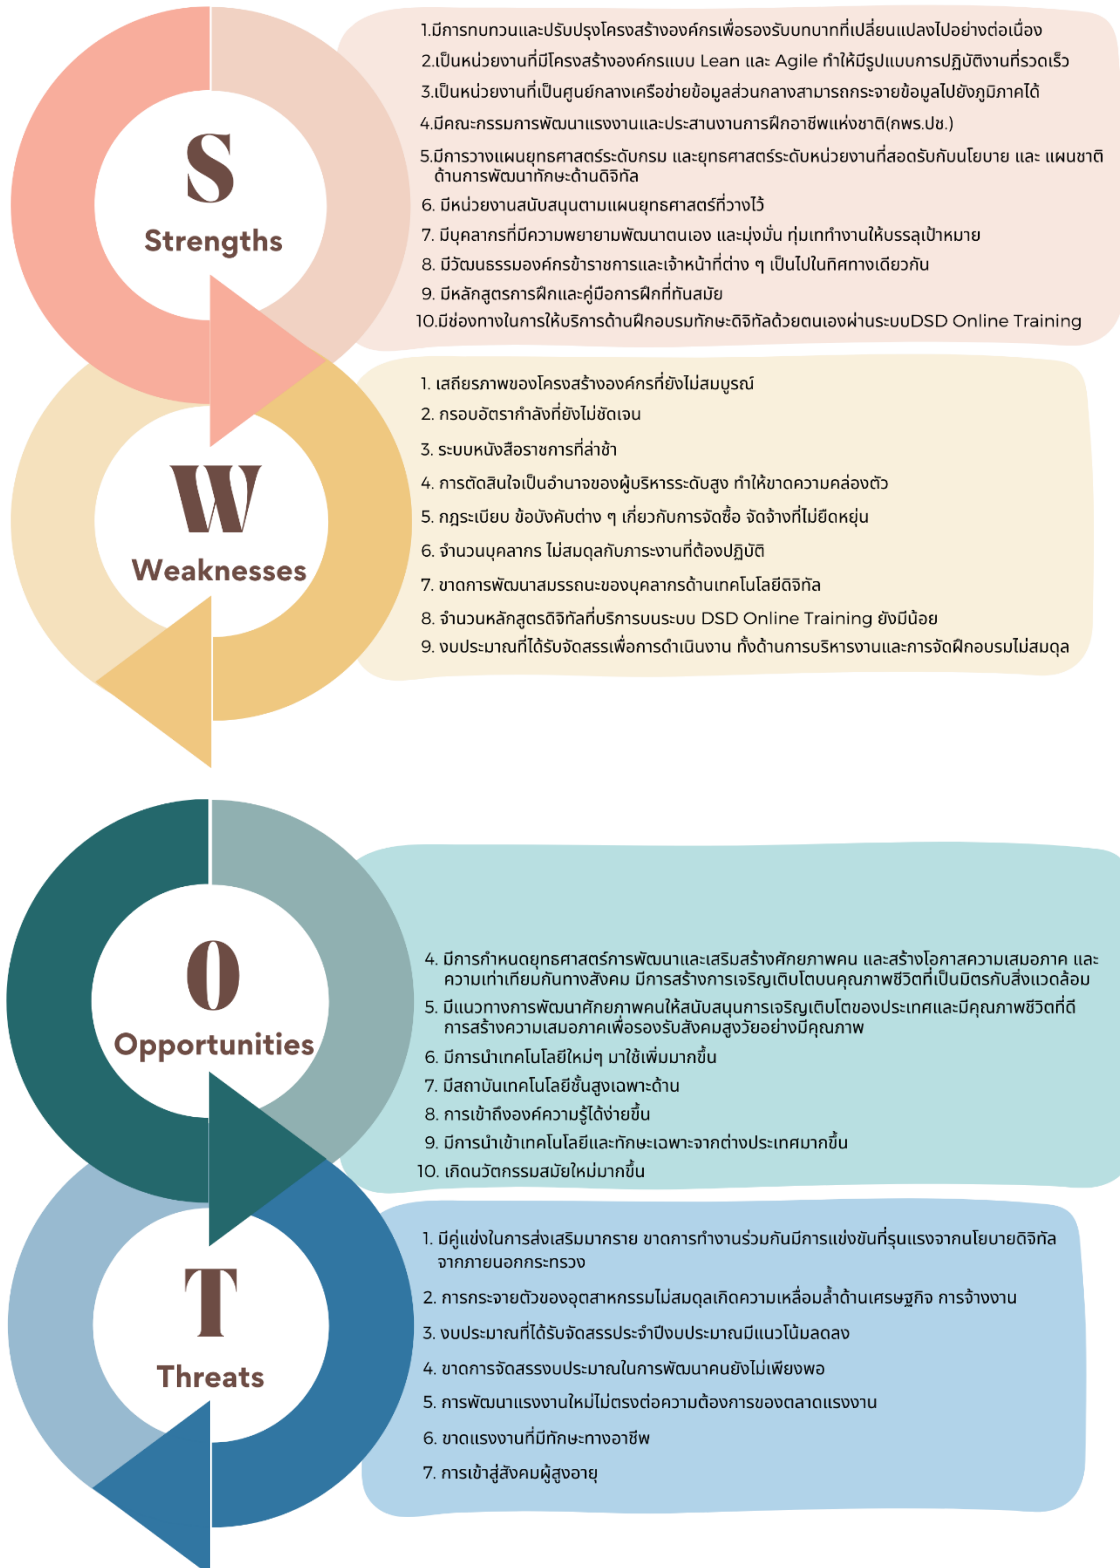 S
Strengths
1.มีการทบทวนและปรับปรุงโครงสร้างองค์กรเพื่อรองรับบทบาทที่เปลี่ยนแปลงไปอย่างต่อเนื่อง
2.เป็นหน่วยงานที่มีโครงสร้างองค์กรแบบ Lean และ Agile ทำให้มีรูปแบบการปฏิบัติงานที่รวดเร็ว
3.เป็นหน่วยงานที่เป็นศูนย์กลางเครือข่ายข้อมูลส่วนกลางสามารถกระจายข้อมูลไปยังภูมิภาคได้
4.มีคณะกรรมการพัฒนาแรงงานและประสานงานการฝึกอาชีพแห่งชาติ(กพร.ปช.)
5.มีการวางแผนยุทธศาสตร์ระดับกรม และยุทธศาสตร์ระดับหน่วยงานที่สอดรับกับนโยบาย และ แผนชาติ
ด้านการพัฒนาทักษะด้านดิจิทัล
6. มีหน่วยงานสนับสนุนตามแผนยุทธศาสตร์ที่วางไว้
7. มีบุคลากรที่มีความพยายามพัฒนาตนเอง และมุ่งมั่น ทุ่มเททำงานให้บรรลุเป้าหมาย
8. มีวัฒนธรรมองค์กรข้าราชการและเจ้าหน้าที่ต่าง ๆ เป็นไปในทิศทางเดียวกัน
9. มีหลักสูตรการฝึกและคู่มือการฝึกที่ทันสมัย
10.มีช่องทางในการให้บริการด้านฝึกอบรมทักษะดิจิทัลด้วยตนเองผ่านระบบDSD Online Training
W
Weaknesses
1. เสถียรภาพของโครงสร้างองค์กรที่ยังไม่สมบูรณ์
2. กรอบอัตรากำลังที่ยังไม่ชัดเจน
3. ระบบหนังสือราชการที่ล่าช้า
4. การตัดสินใจเป็นอำนาจของผู้บริหารระดับสูง ทำให้ขาดความคล่องตัว
5. กฎระเบียบ ข้อบังคับต่าง ๆ เกี่ยวกับการจัดซื้อ จัดจ้างที่ไม่ยืดหยุ่น
6. จำนวนบุคลากร ไม่สมดุลกับภาระงานที่ต้องปฏิบัติ
7. ขาดการพัฒนาสมรรถนะของบุคลากรด้านเทคโนโลยีดิจิทัล
8. จำนวนหลักสูตรดิจิทัลที่บริการบนระบบ DSD Online Training ยังมีน้อย
9. งบประมาณที่ได้รับจัดสรรเพื่อการดำเนินงาน ทั้งด้านการบริหารงานและการจัดฝึกอบรมไม่สมดุล
O
Opportunities
4. มีการกำหนดยุทธศาสตร์การพัฒนาและเสริมสร้างศักยภาพคน และสร้างโอกาสความเสมอภาค และ
ความเท่าเทียมกันทางสังคม มีการสร้างการเจริญเติบโตบนคุณภาพชีวิตที่เป็นมิตรกับสิ่งแวดล้อม
5. มีแนวทางการพัฒนาศักยภาพคนให้สนับสนุนการเจริญเติบโตของประเทศและมีคุณภาพชีวิตที่ดี
การสร้างความเสมอภาคเพื่อรองรับสังคมสูงวัยอย่างมีคุณภาพ
6. มีการนำเทคโนโลยีใหม่ๆ มาใช้เพิ่มมากขึ้น
7. มีสถาบันเทคโนโลยีชั้นสูงเฉพาะด้าน
8. การเข้าถึงองค์ความรู้ได้ง่ายขึ้น
9. มีการนำเข้าเทคโนโลยีและทักษะเฉพาะจากต่างประเทศมากขึ้น
10. เกิดนวัตกรรมสมัยใหม่มากขึ้น
T
Threats
1. มีคู่แข่งในการส่งเสริมมากราย ขาดการทำงานร่วมกันมีการแข่งขันที่รุนแรงจากนโยบายดิจิทัล
จากภายนอกกระทรวง
2. การกระจายตัวของอุตสาหกรรมไม่สมดุลเกิดความเหลื่อมล้ำด้านเศรษฐกิจ การจ้างงาน
3. งบประมาณที่ได้รับจัดสรรประจำปีงบประมาณมีแนวโน้มลดลง
4. ขาดการจัดสรรงบประมาณในการพัฒนาคนยังไม่เพียงพอ
5. การพัฒนาแรงงานใหม่ไม่ตรงต่อความต้องการของตลาดแรงงาน
6. ขาดแรงงานที่มีทักษะทางอาชีพ
7. การเข้าสู่สังคมผู้สูงอายุ